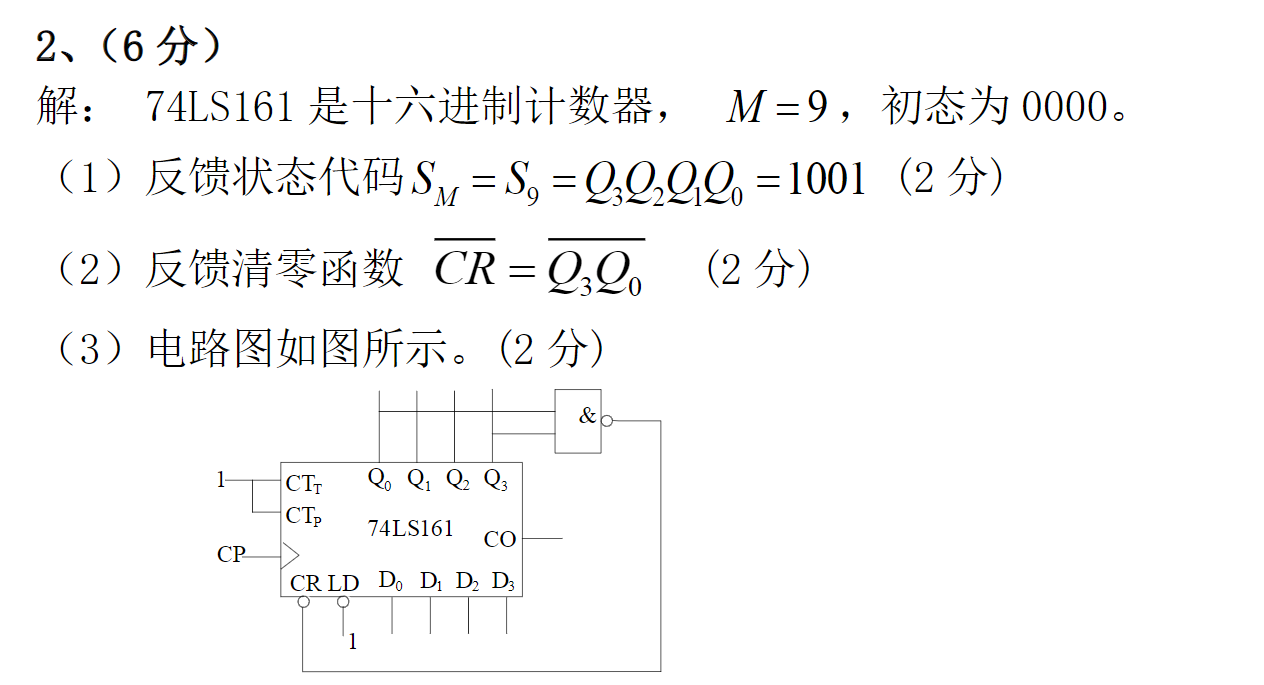 2、（6 分）
解： 74LS161 是十六进制计数器， M = 9 ，初态为 0000。
（1）反馈状态代码 S_M = S_9 = Q_3Q_2Q_1Q_0 = 1001 （2 分）
（2）反馈清零函数 \overline{CR} = \overline{Q_3Q_0} （2 分）
（3）电路图如图所示。（2 分）
&
1 CT_T Q_0 Q_1 Q_2 Q_3
CT_P
74LS161
CO
CP
CR LD D_0 D_1 D_2 D_3
1